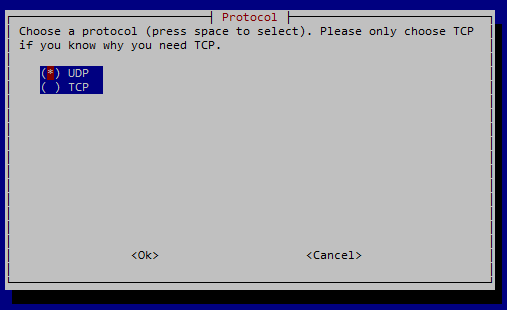 Protocol
Choose a protocol (press space to select). Please only choose TCP
if you know why you need TCP.
(*) UDP
( ) TCP
<Ok> <Cancel>